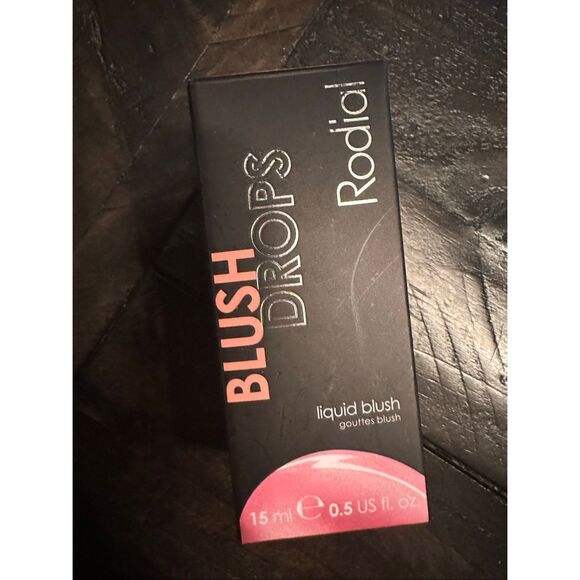 Rodial
BLUSH
DROPS
liquid blush
gouttes blush
15 ml ℮ 0.5 US fl. oz.